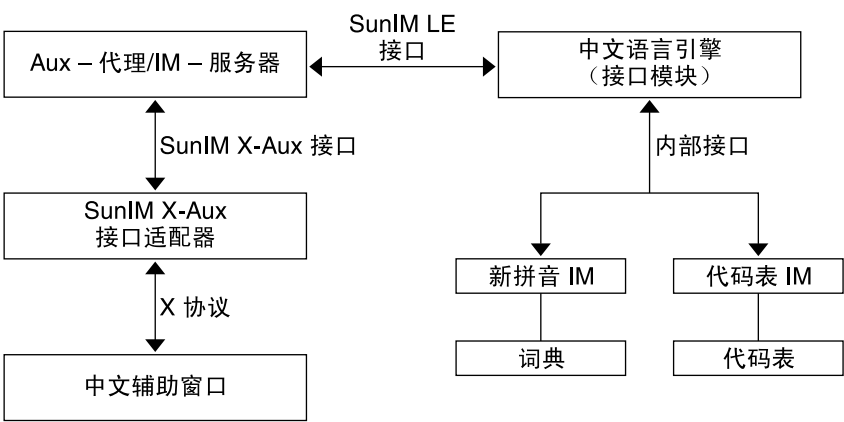 SunIM LE
接口
Aux – 代理/IM – 服务器
中文语言引擎
（接口模块）
SunIM X-Aux 接口
内部接口
SunIM X-Aux
接口适配器
新拼音 IM
代码表 IM
X 协议
词典
代码表
中文辅助窗口